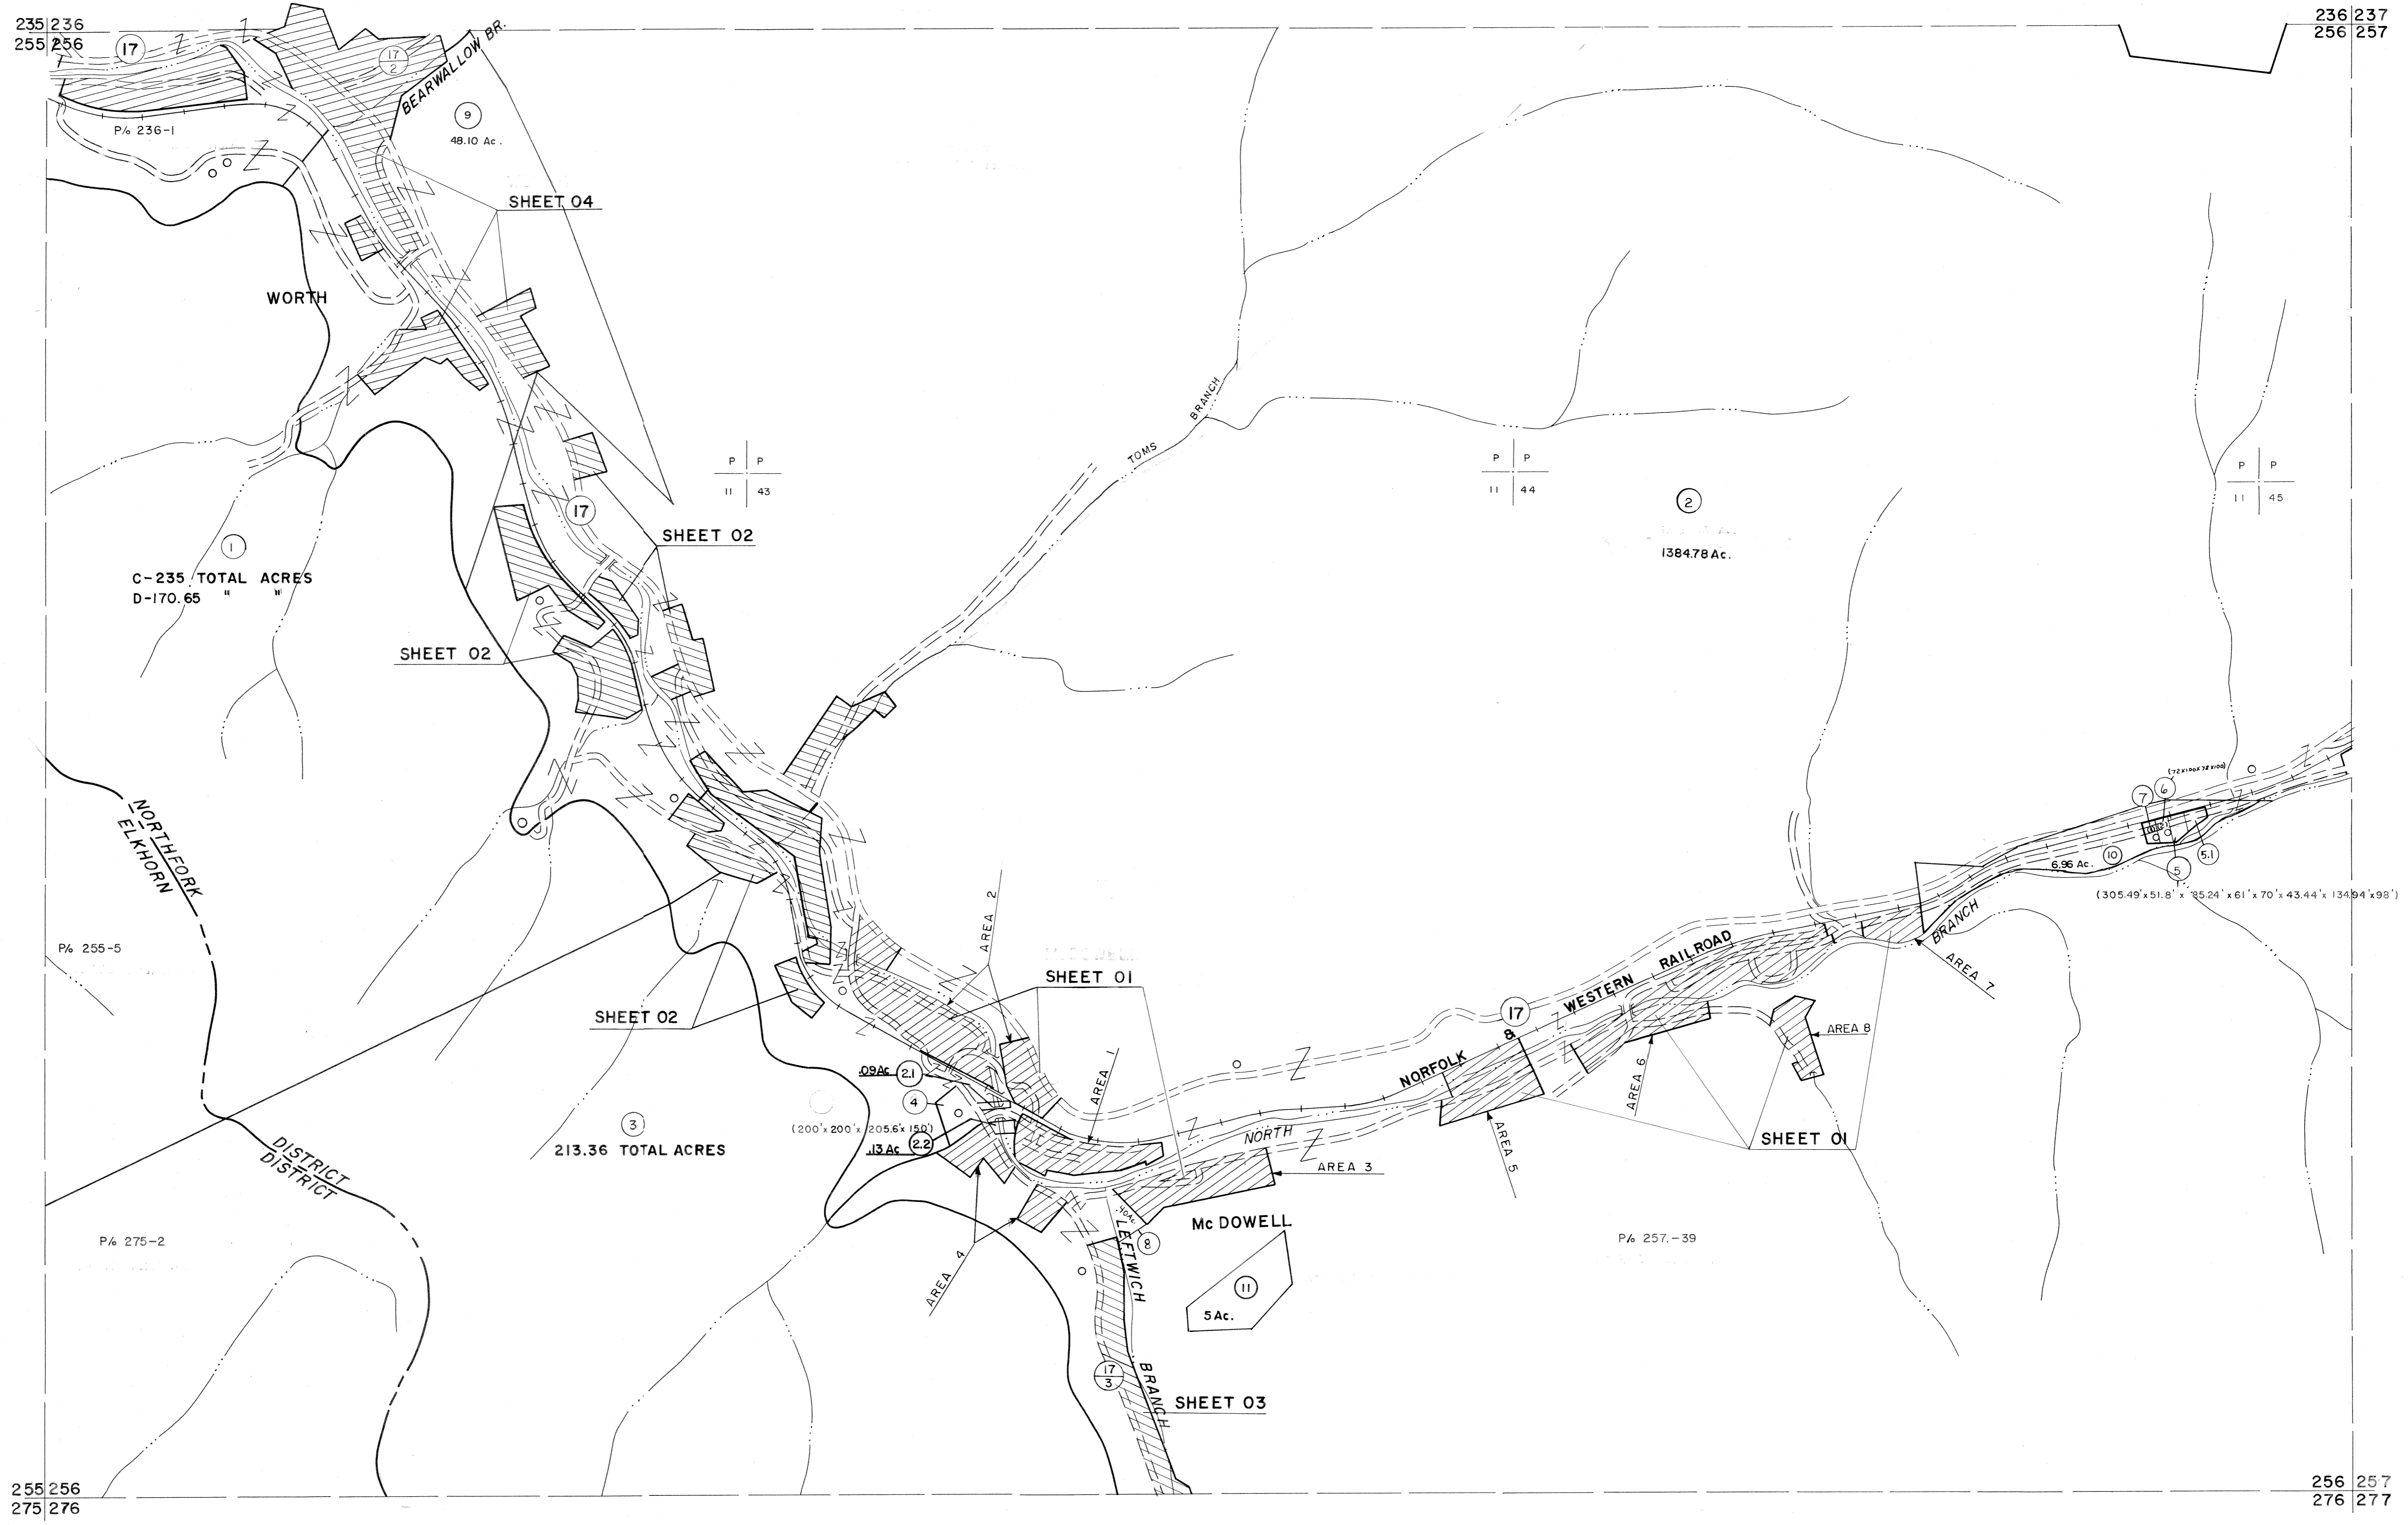 235 236
255 256
236 237
256 257
17
17
2
BEARWALLOW BR.
9
48.10 Ac.
P/o 236-1
SHEET 04
WORTH
P P
11 43
P P
11 44
P P
11 45
TOMS BRANCH
2
1384.78 Ac.
17
SHEET 02
1
C-235 TOTAL ACRES
D-170.65 " "
SHEET 02
NORTHFORK
ELKHORN
P/o 255-5
SHEET 02
AREA 2
SHEET 01
(72x100x72x100)
7
6
10
6.96 Ac.
5
5.1
(305.49'x51.8' x 85.24' x 61' x 70' x 43.44' x 134.94' x 98')
BRANCH
AREA 7
NORFOLK & WESTERN RAILROAD
17
AREA 8
AREA 6
AREA 5
SHEET 01
AREA 1
.09Ac
2.1
4
(200'x 200' x 205.6'x 150')
.13 Ac
2.2
NORTH
AREA 3
3
213.36 TOTAL ACRES
DISTRICT
DISTRICT
P/o 275-2
AREA 4
.40Ac
8
LEFTWICH BRANCH
Mc DOWELL
11
5 Ac.
P/o 257.-39
17
3
SHEET 03
255 256
275 276
256 257
276 277